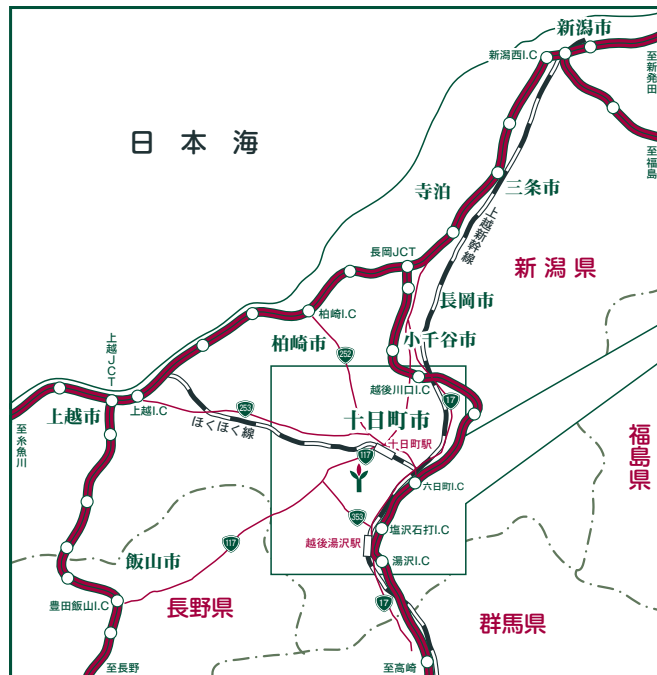 新潟市
新潟西I.C
至新発田
日本海
至福島
寺泊
三条市
上越新幹線
長岡JCT
新潟県
長岡市
柏崎I.C
小千谷市
柏崎市
252
上越JCT
越後川口I.C
上越I.C
253
17
上越市
十日町市
ほくほく線
十日町駅
至糸魚川
117
福島県
六日町I.C
353
塩沢石打I.C
117
越後湯沢駅
飯山市
湯沢I.C
豊田飯山I.C
長野県
17
群馬県
至長野
至高崎